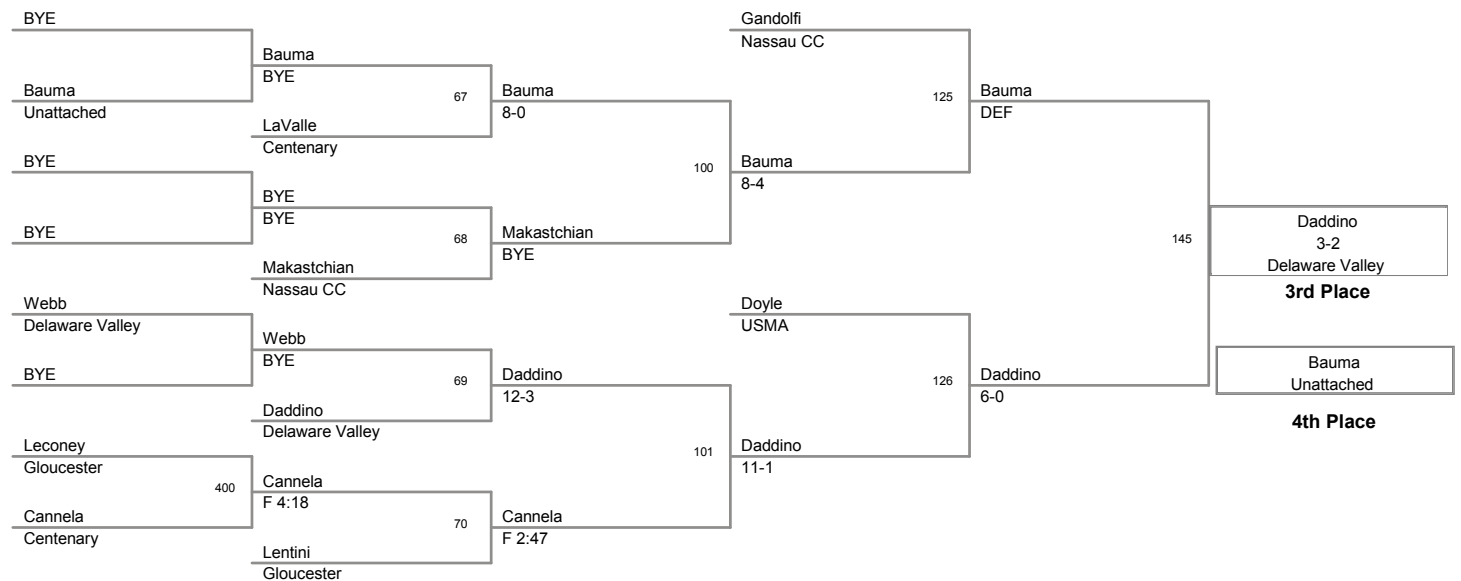 BYE
Bauma
Unattached
BYE
BYE
Webb
Delaware Valley
BYE
Leconey
Gloucester
Cannela
Centenary
400
Bauma
BYE
LaValle
Centenary
BYE
BYE
Makastchian
Nassau CC
Webb
BYE
Daddino
Delaware Valley
Cannela
F 4:18
Lentini
Gloucester
67
68
69
70
Bauma
8-0
Makastchian
BYE
Daddino
12-3
Cannela
F 2:47
100
101
Gandolfi
Nassau CC
Bauma
8-4
Doyle
USMA
Daddino
11-1
125
126
Bauma
DEF
Daddino
6-0
145
Daddino
3-2
Delaware Valley
3rd Place
Bauma
Unattached
4th Place